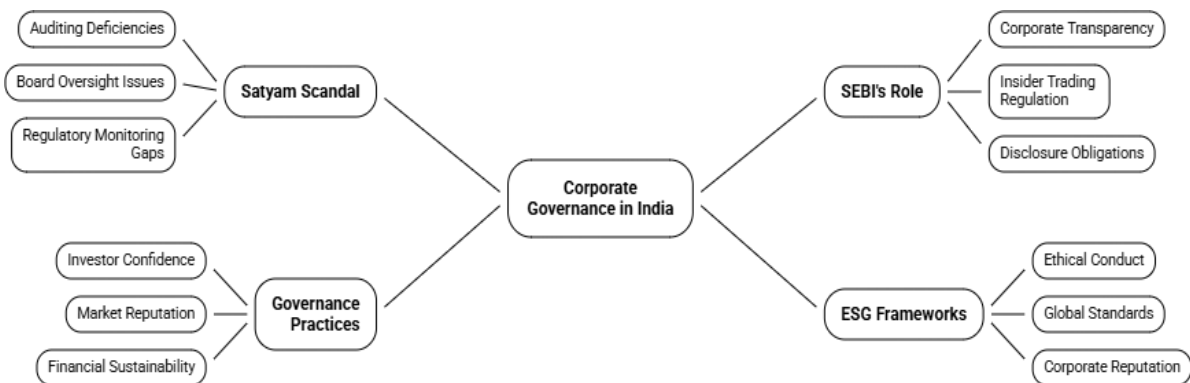 Auditing Deficiencies
Board Oversight Issues
Regulatory Monitoring
Gaps
Satyam Scandal
Investor Confidence
Market Reputation
Financial Sustainability
Governance
Practices
Corporate
Governance in India
SEBI's Role
Corporate Transparency
Insider Trading
Regulation
Disclosure Obligations
ESG Frameworks
Ethical Conduct
Global Standards
Corporate Reputation